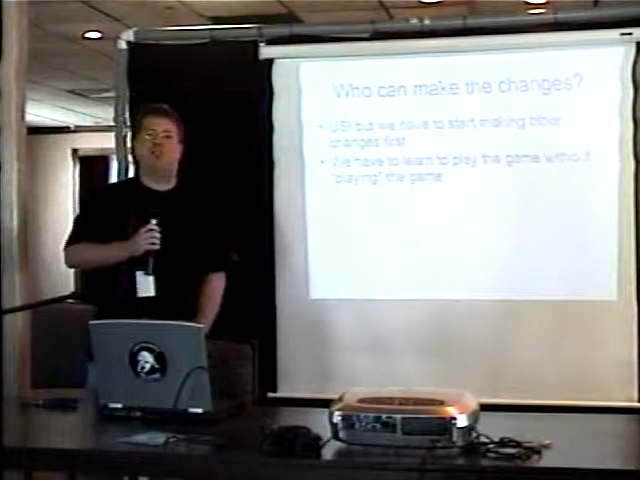 Who can make the changes?
• US! but we have to start making other
changes first
• We have to learn to play the game without
"playing" the game